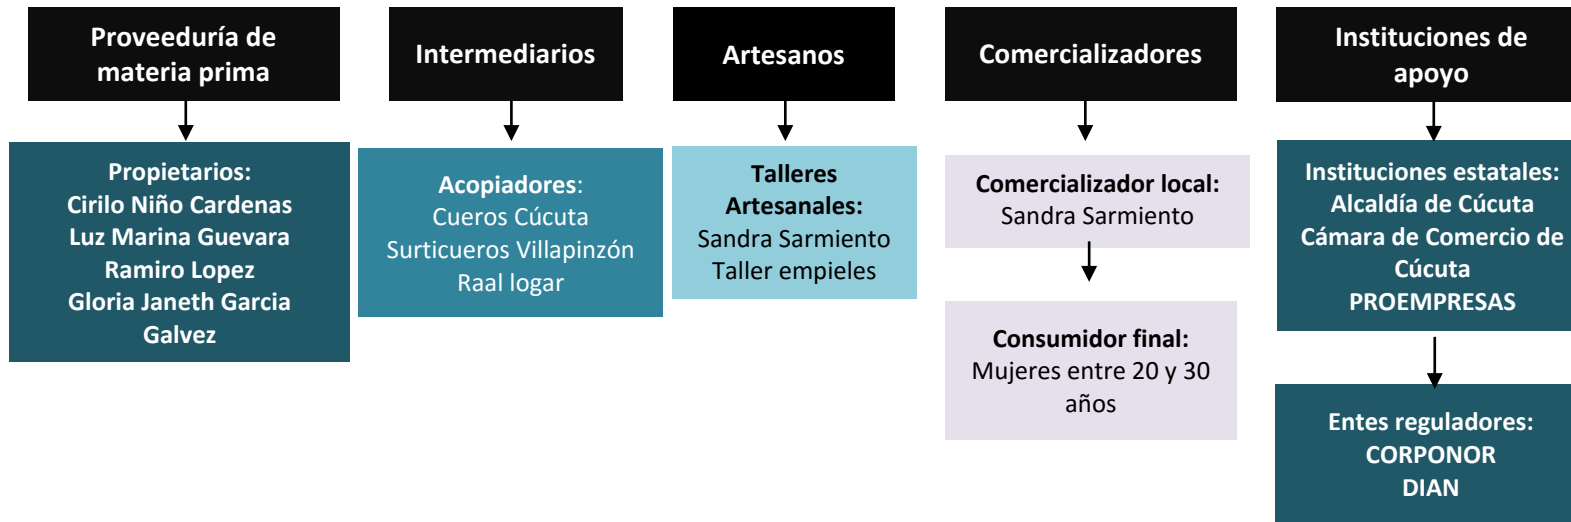 Proveeduría de
materia prima
Propietarios:
Cirilo Niño Cardenas
Luz Marina Guevara
Ramiro Lopez
Gloria Janeth Garcia
Galvez
Intermediarios
Acopiadores:
Cueros Cúcuta
Surticueros Villapinzón
Raal logar
Artesanos
Talleres
Artesanales:
Sandra Sarmiento
Taller empieles
Comercializadores
Comercializador local:
Sandra Sarmiento
Consumidor final:
Mujeres entre 20 y 30
años
Instituciones de
apoyo
Instituciones estatales:
Alcaldía de Cúcuta
Cámara de Comercio de
Cúcuta
PROEMPRESAS
Entes reguladores:
CORPONOR
DIAN